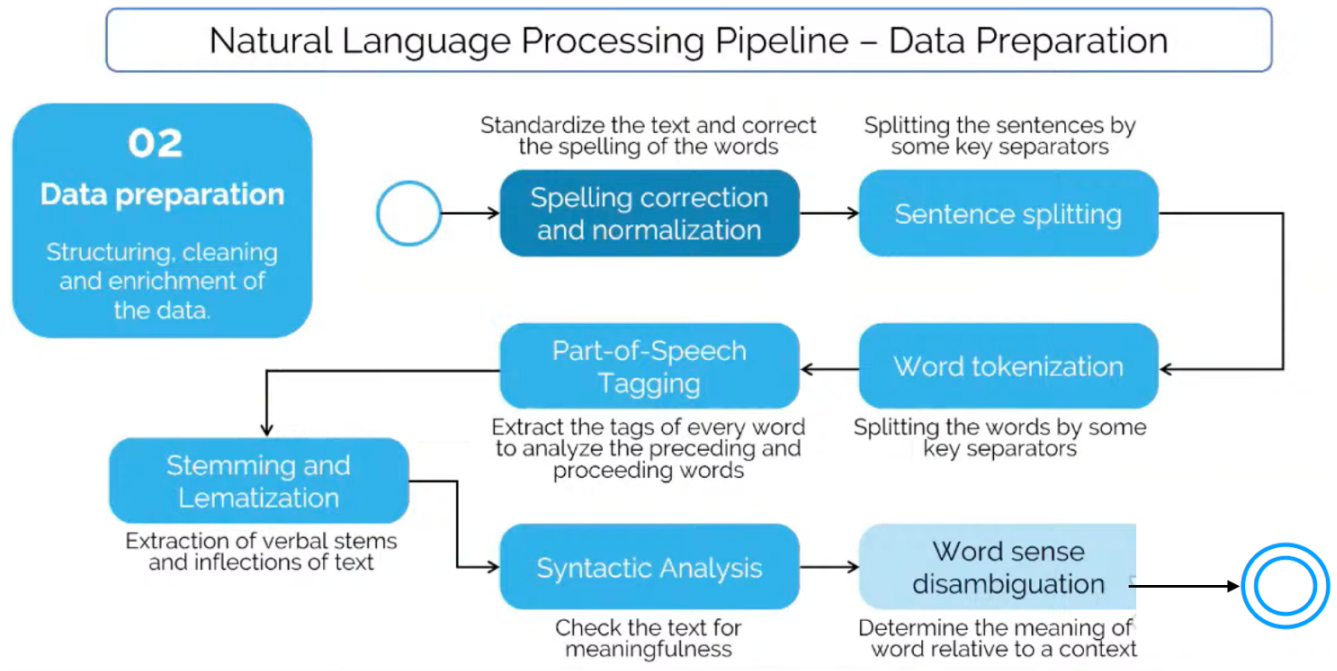 Natural Language Processing Pipeline – Data Preparation
02
Data preparation
Structuring, cleaning
and enrichment of
the data.
Standardize the text and correct
the spelling of the words
Spelling correction
and normalization
Splitting the sentences by
some key separators
Sentence splitting
Word tokenization
Splitting the words by some
key separators
Part-of-Speech
Tagging
Extract the tags of every word
to analyze the preceding and
proceeding words
Stemming and
Lematization
Extraction of verbal stems
and inflections of text
Syntactic Analysis
Check the text for
meaningfulness
Word sense
disambiguation
Determine the meaning of
word relative to a context